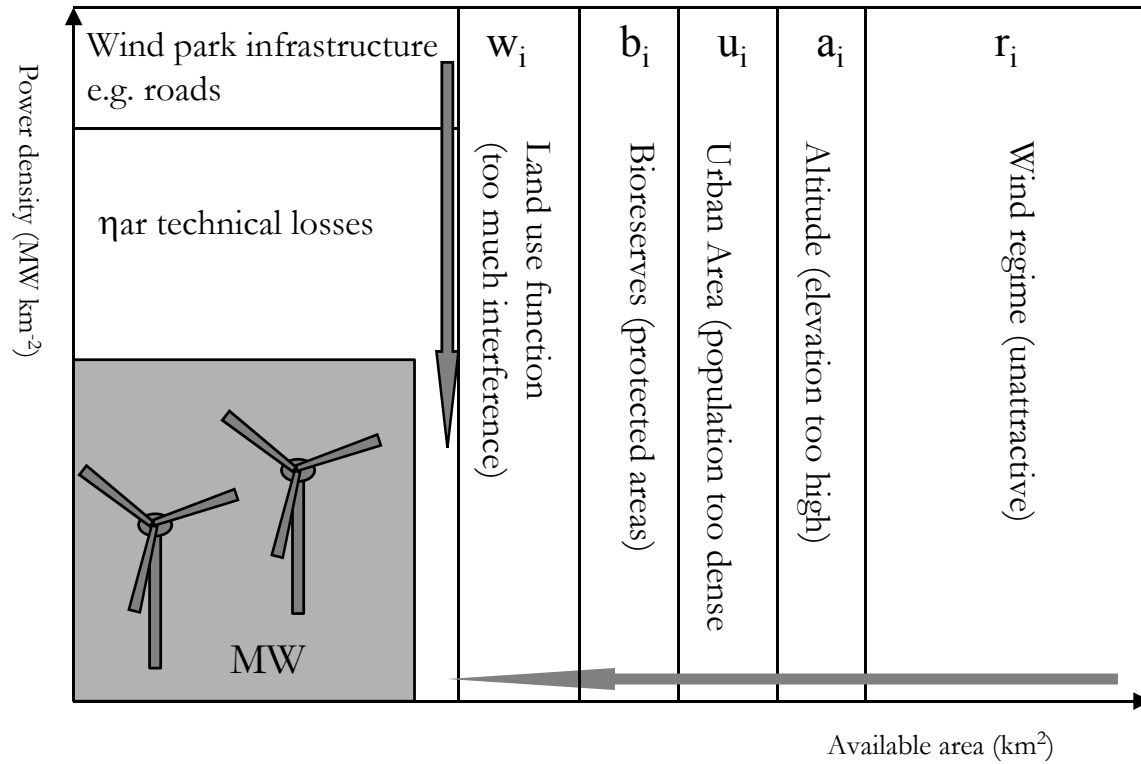 Power density (MW km-2)
Wind park infrastructure
e.g. roads
ηar technical losses
MW
wi
Land use function
(too much interference)
bi
Bioreserves (protected areas)
ui
Urban Area (population too dense
ai
Altitude (elevation too high)
ri
Wind regime (unattractive)
Available area (km2)